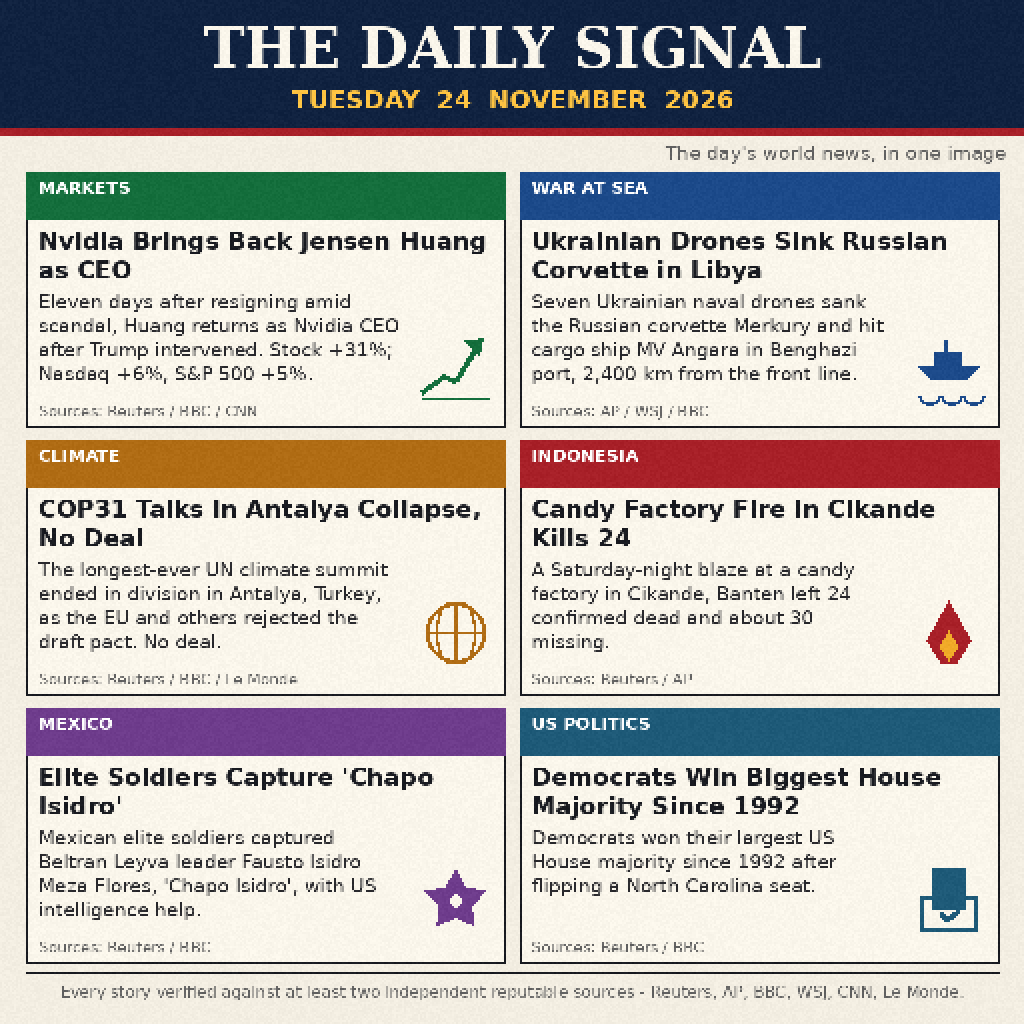 THE DAILY SIGNAL
TUESDAY 24 NOVEMBER 2026
The day's world news, in one image
MARKETS
Nvidia Brings Back Jensen Huang
as CEO
Eleven days after resigning amid
scandal, Huang returns as Nvidia CEO
after Trump intervened. Stock +31%;
Nasdaq +6%, S&P 500 +5%.
Sources: Reuters / BBC / CNN
WAR AT SEA
Ukrainian Drones Sink Russian
Corvette in Libya
Seven Ukrainian naval drones sank
the Russian corvette Merkury and hit
cargo ship MV Angara in Benghazi
port, 2,400 km from the front line.
Sources: AP / WSJ / BBC
CLIMATE
COP31 Talks in Antalya Collapse,
No Deal
The longest-ever UN climate summit
ended in division in Antalya, Turkey,
as the EU and others rejected the
draft pact. No deal.
Sources: Reuters / BBC / Le Monde
INDONESIA
Candy Factory Fire in Cikande
Kills 24
A Saturday-night blaze at a candy
factory in Cikande, Banten left 24
confirmed dead and about 30
missing.
Sources: Reuters / AP
MEXICO
Elite Soldiers Capture 'Chapo
Isidro'
Mexican elite soldiers captured
Beltran Leyva leader Fausto Isidro
Meza Flores, 'Chapo Isidro', with US
intelligence help.
Sources: Reuters / BBC
US POLITICS
Democrats Win Biggest House
Majority Since 1992
Democrats won their largest US
House majority since 1992 after
flipping a North Carolina seat.
Sources: Reuters / BBC
Every story verified against at least two independent reputable sources - Reuters, AP, BBC, WSJ, CNN, Le Monde.